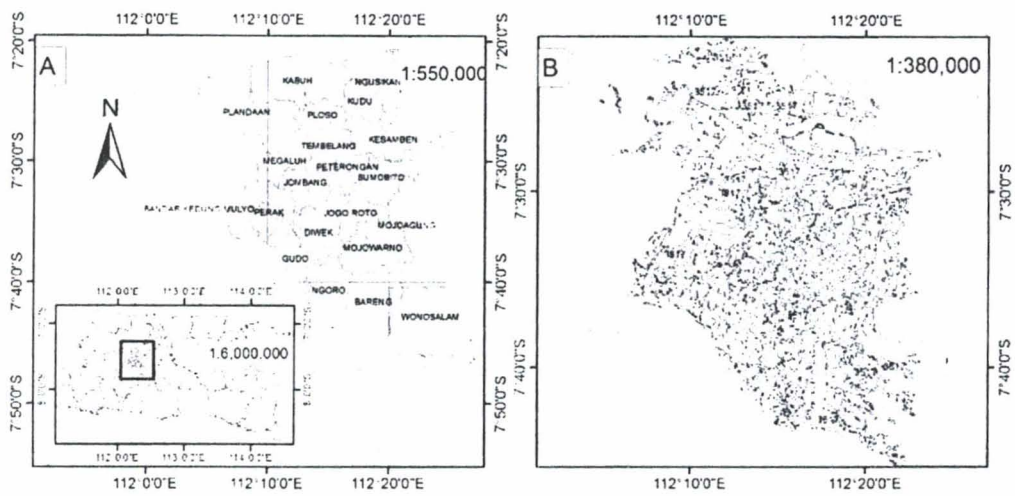 112°0'0"E 112°10'0"E 112°20'0"E
7°20'0"S
7°30'0"S
7°40'0"S
7°50'0"S
A
1:550,000
N
KABUH
NGUSIKAN
KUDU
PLANDAAN
PLOSO
KESAMBEN
TEMBELANG
MEGALUH
PETERONGAN
JOMBANG
SUMOBITO
BANDAR KEDUNG MULYO
PERAK
JOGO ROTO
MOJOAGUNG
DIWEK
MOJOWARNO
GUDO
NGORO
BARENG
WONOSALAM
112°0'0"E 113°0'0"E 114°0'0"E
1:6,000,000
112°0'0"E 113°0'0"E 114°0'0"E
7°20'0"S
7°30'0"S
7°40'0"S
7°50'0"S
112°0'0"E 112°10'0"E 112°20'0"E
112°10'0"E 112°20'0"E
B
1:380,000
7°30'0"S
7°40'0"S
7°30'0"S
7°40'0"S
112°10'0"E 112°20'0"E